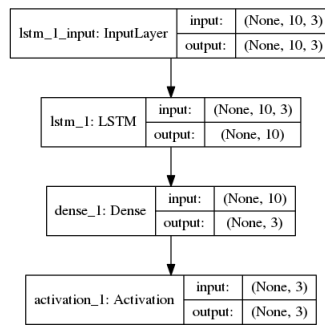 lstm_1_input: InputLayer
input: (None, 10, 3)
output: (None, 10, 3)
lstm_1: LSTM
input: (None, 10, 3)
output: (None, 10)
dense_1: Dense
input: (None, 10)
output: (None, 3)
activation_1: Activation
input: (None, 3)
output: (None, 3)